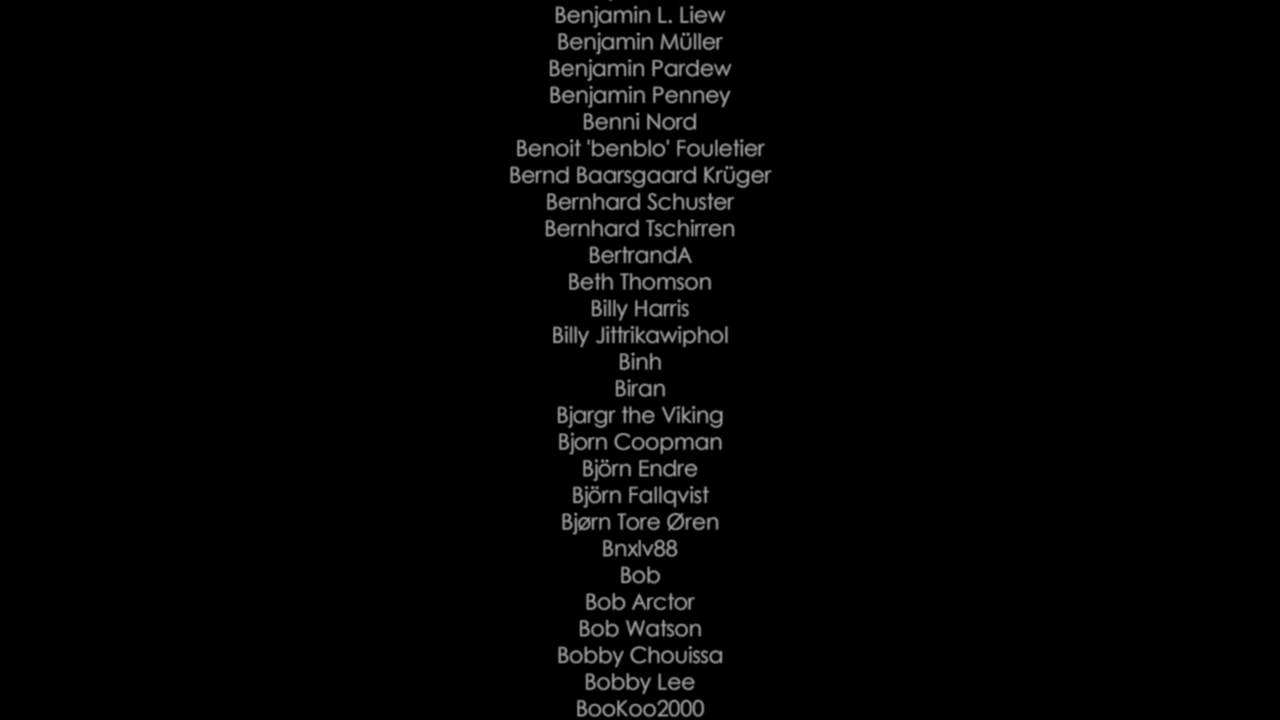 Benjamin L. Liew
Benjamin Müller
Benjamin Pardew
Benjamin Penney
Benni Nord
Benoit 'benblo' Fouletier
Bernd Baarsgaard Krüger
Bernhard Schuster
Bernhard Tschirren
BertrandA
Beth Thomson
Billy Harris
Billy Jittrikawiphol
Binh
Biran
Bjargr the Viking
Bjorn Coopman
Björn Endre
Björn Fallqvist
Bjørn Tore Øren
Bnxlv88
Bob
Bob Arctor
Bob Watson
Bobby Chouissa
Bobby Lee
BooKoo2000